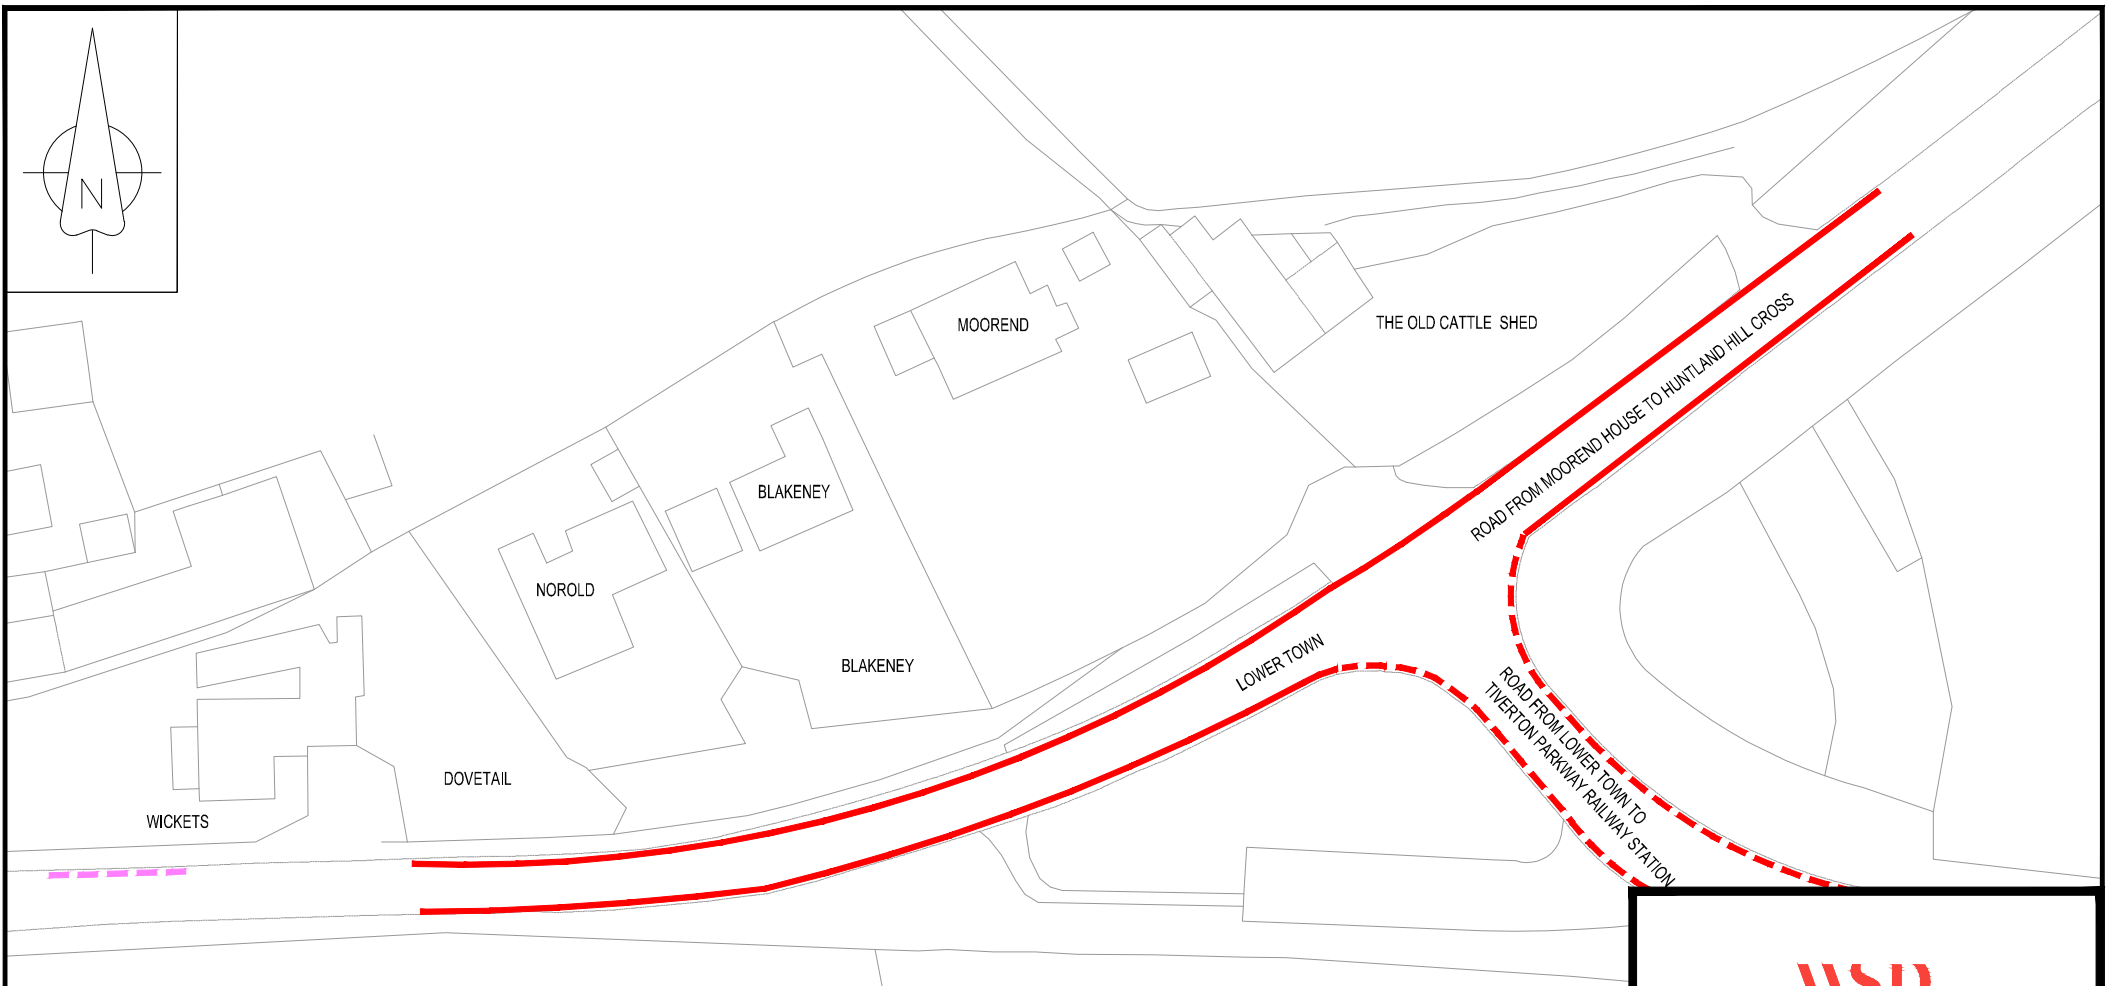 N
MOOREND
THE OLD CATTLE SHED
ROAD FROM MOOREND HOUSE TO HUNTLAND HILL CROSS
BLAKENEY
NOROLD
BLAKENEY
LOWER TOWN
ROAD FROM LOWER TOWN TO
TIVERTON PARKWAY RAILWAY STATION
DOVETAIL
WICKETS